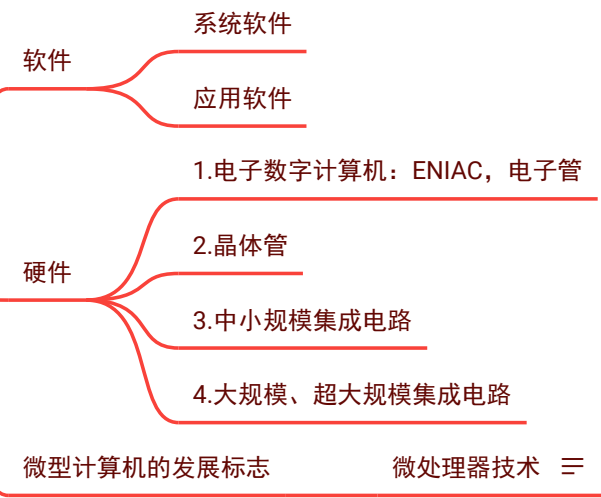 软件
系统软件
应用软件
硬件
1.电子数字计算机：ENIAC，电子管
2.晶体管
3.中小规模集成电路
4.大规模、超大规模集成电路
微型计算机的发展标志
微处理器技术